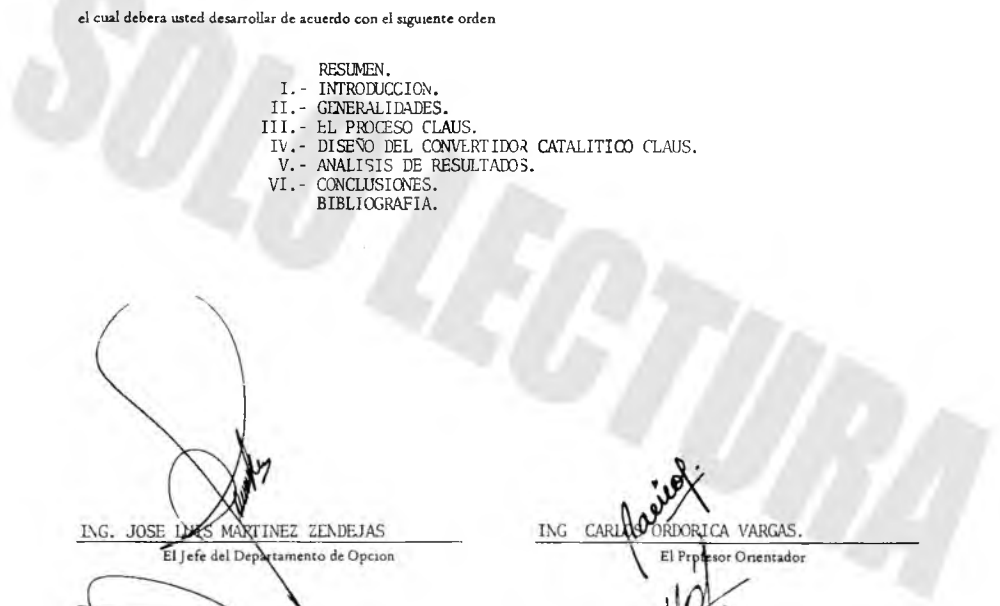 el cual debera usted desarrollar de acuerdo con el siguiente orden
RESUMEN.
I.- INTRODUCCION.
II.- GENERALIDADES.
III.- EL PROCESO CLAUS.
IV.- DISEÑO DEL CONVERTIDOR CATALITICO CLAUS.
V.- ANALISIS DE RESULTADOS.
VI.- CONCLUSIONES.
BIBLIOGRAFIA.
SOLO LECTURA
ING. JOSE LUIS MARTINEZ ZENDEJAS
El Jefe del Departamento de Opcion
ING CARLOS ORDORICA VARGAS.
El Profesor Orientador